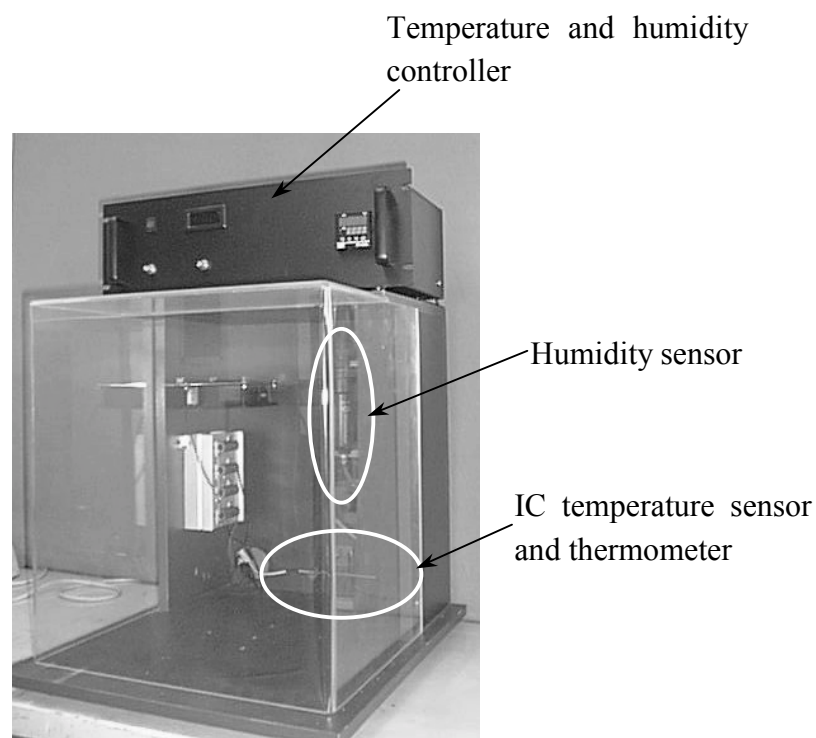 Temperature and humidity
controller
Humidity sensor
IC temperature sensor
and thermometer